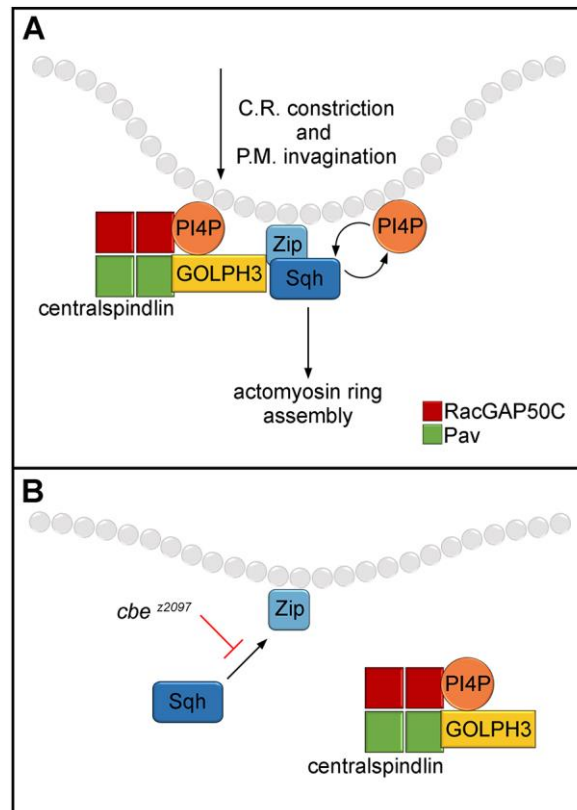 A
C.R. constriction
and
P.M. invagination
PI4P
PI4P
Zip
GOLPH3
Sqh
centralspindlin
actomyosin ring
assembly
RacGAP50C
Pav
B
cbe z2097
Zip
Sqh
PI4P
GOLPH3
centralspindlin